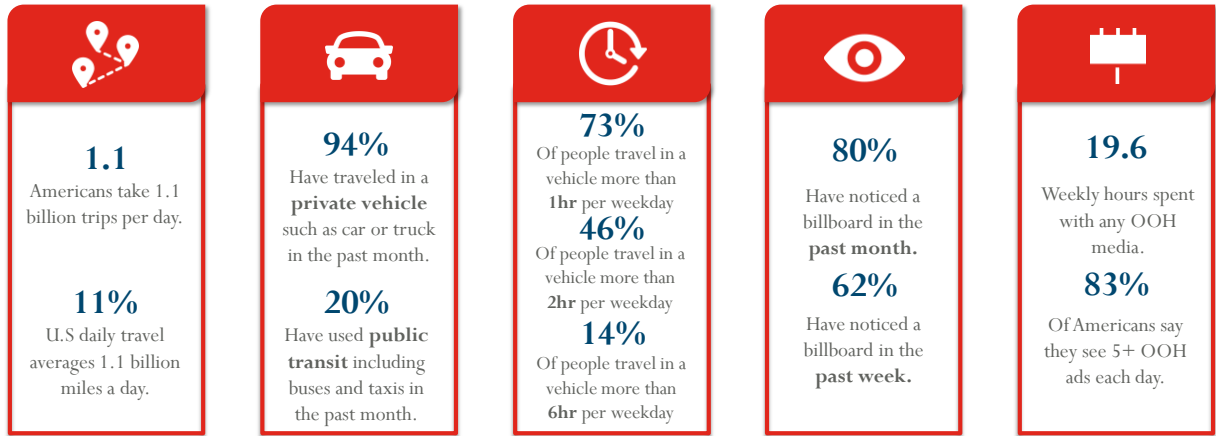 1.1
Americans take 1.1
billion trips per day.
11%
U.S daily travel
averages 1.1 billion
miles a day.
94%
Have traveled in a
private vehicle
such as car or truck
in the past month.
20%
Have used public
transit including
buses and taxis in
the past month.
73%
Of people travel in a
vehicle more than
1hr per weekday
46%
Of people travel in a
vehicle more than
2hr per weekday
14%
Of people travel in a
vehicle more than
6hr per weekday
80%
Have noticed a
billboard in the
past month.
62%
Have noticed a
billboard in the
past week.
19.6
Weekly hours spent
with any OOH
media.
83%
Of Americans say
they see 5+ OOH
ads each day.